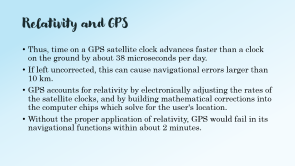 Relativity and GPS
• Thus, time on a GPS satellite clock advances faster than a clock
on the ground by about 38 microseconds per day.
• If left uncorrected, this can cause navigational errors larger than
10 km.
• GPS accounts for relativity by electronically adjusting the rates of
the satellite clocks, and by building mathematical corrections into
the computer chips which solve for the user's location.
• Without the proper application of relativity, GPS would fail in its
navigational functions within about 2 minutes.